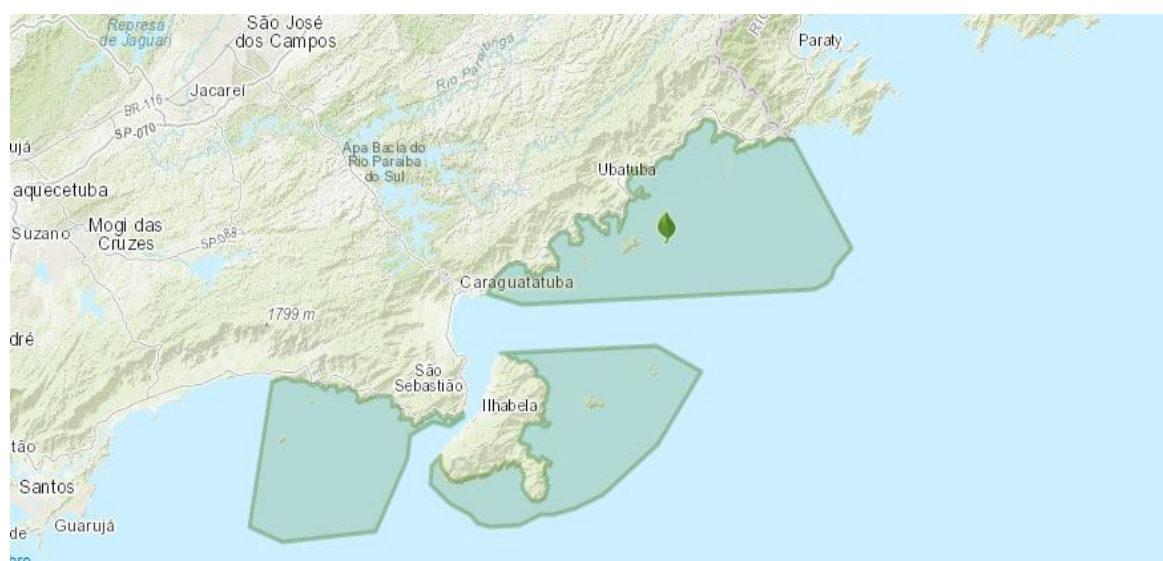 Represa
de Jaguari
São José
dos Campos
Paraty
RIO
Rio Paraitinga
Jacareí
BR-116
SP-070
Apa Bacia do
Rio Paraíba
do Sul
ujá
Ubatuba
aquecetuba
Suzano
Mogi das
Cruzes
SP-088
Caraguatatuba
1799 m
dré
São
Sebastião
Ilhabela
tão
Santos
Guarujá
de